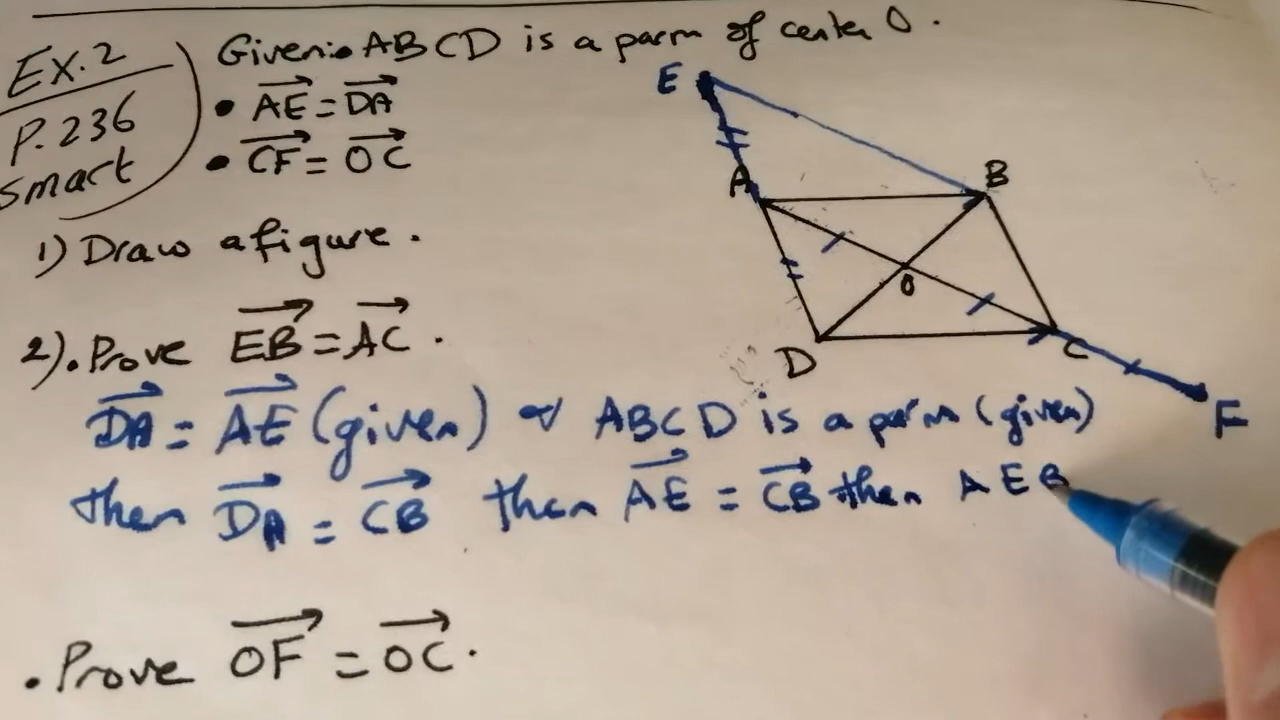 Ex.2
P.236
smart
Given: ABCD is a parm of center O.
• AE = DA
• CF = OC
1) Draw a figure.
2). Prove EB = AC.
DA = AE (given) & ABCD is a parm (given)
then DA = CB then AE = CB then A E B
. Prove OF = OC.
E
A
B
O
D
C
F